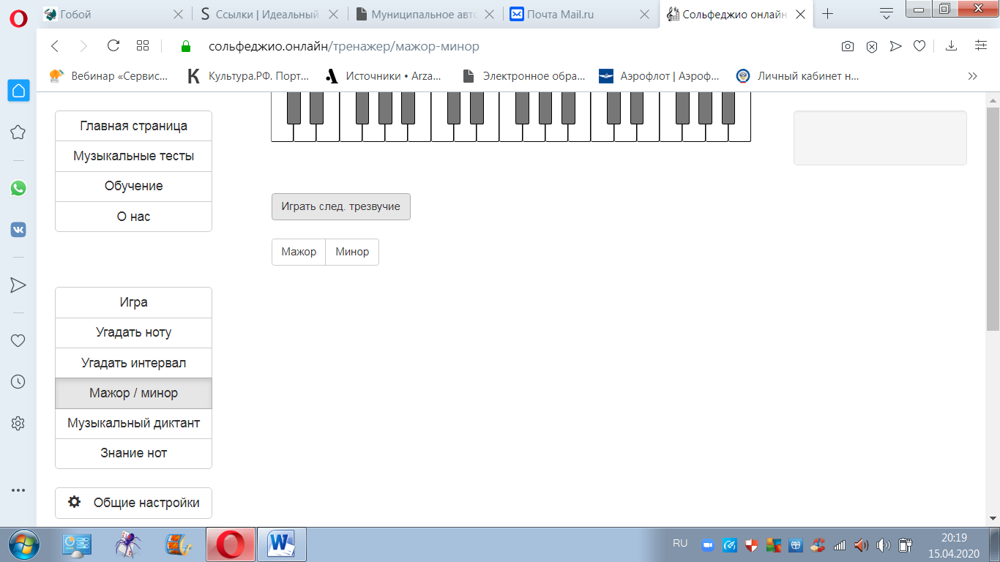 Гобой
Ссылки | Идеальный
Муниципальное авто
Почта Mail.ru
Сольфеджио онлайн
сольфеджио.онлайн/тренажер/мажор-минор
Вебинар «Сервис...
Культура.РФ. Порт...
Источники • Arza...
Электронное обра...
Аэрофлот | Аэроф...
Личный кабинет н...
Главная страница
Музыкальные тесты
Обучение
О нас
Играть след. трезвучие
Мажор
Минор
Игра
Угадать ноту
Угадать интервал
Мажор / минор
Музыкальный диктант
Знание нот
Общие настройки
RU
20:19
15.04.2020